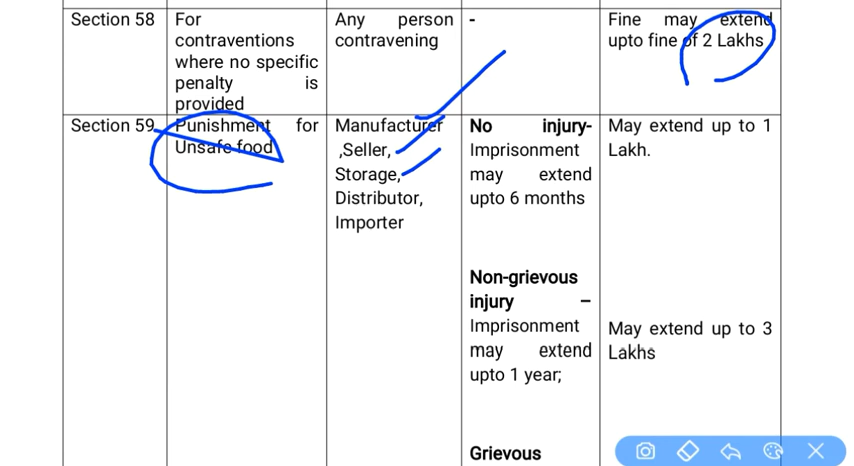 Section 58
For
contraventions
where no specific
penalty is
provided
Any person
contravening
-
Fine may extend
upto fine of 2 Lakhs
Section 59
Punishment for
Unsafe food
Manufacturer
,Seller,
Storage,
Distributor,
Importer
No injury-
Imprisonment
may extend
upto 6 months
May extend up to 1
Lakh.
Non-grievous
injury –
Imprisonment
may extend
upto 1 year;
May extend up to 3
Lakhs
Grievous